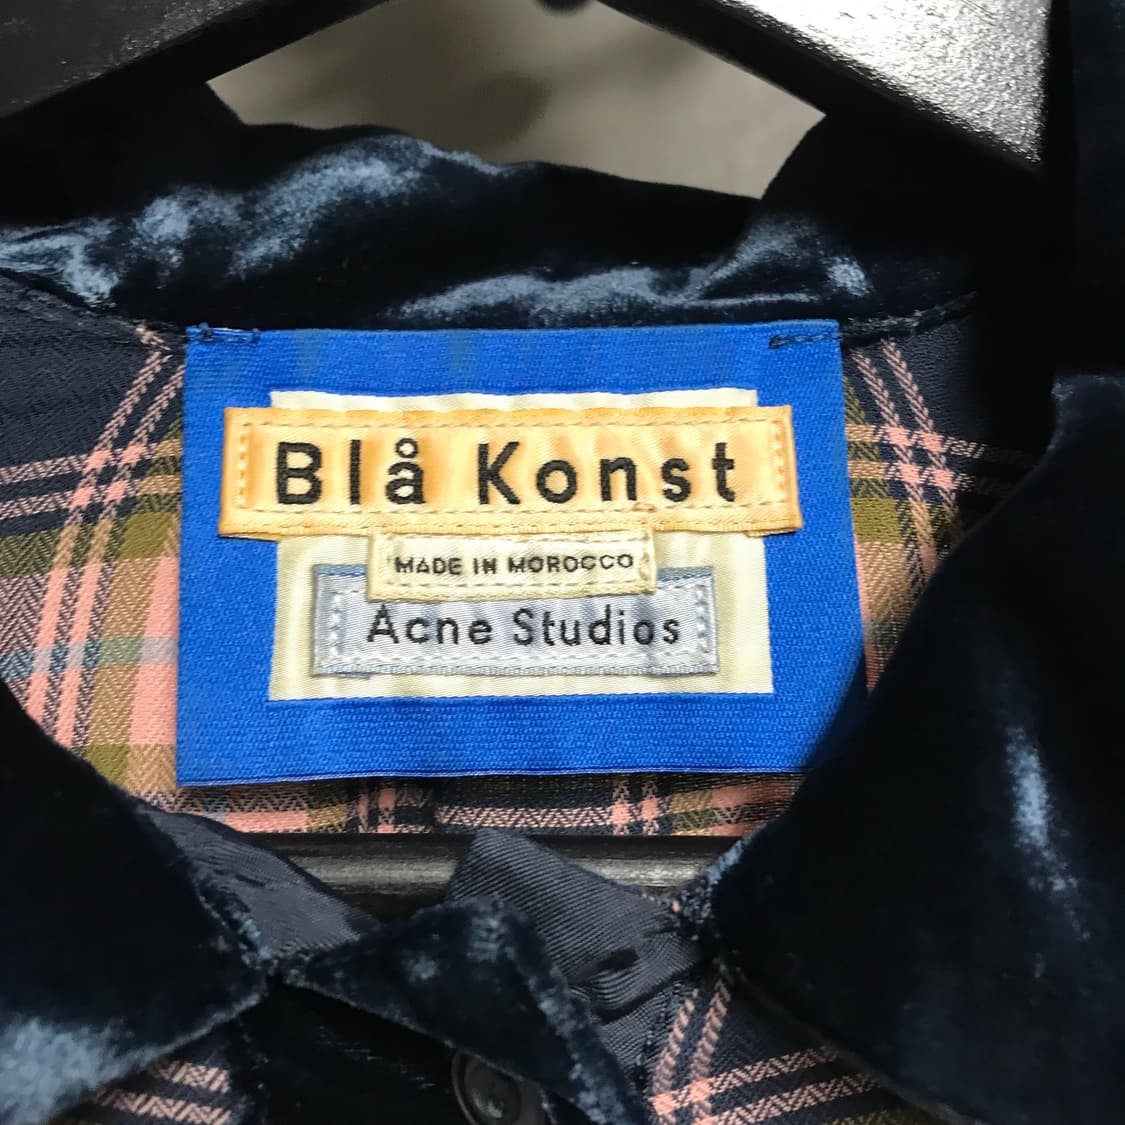 Blå Konst
MADE IN MOROCCO
Acne Studios